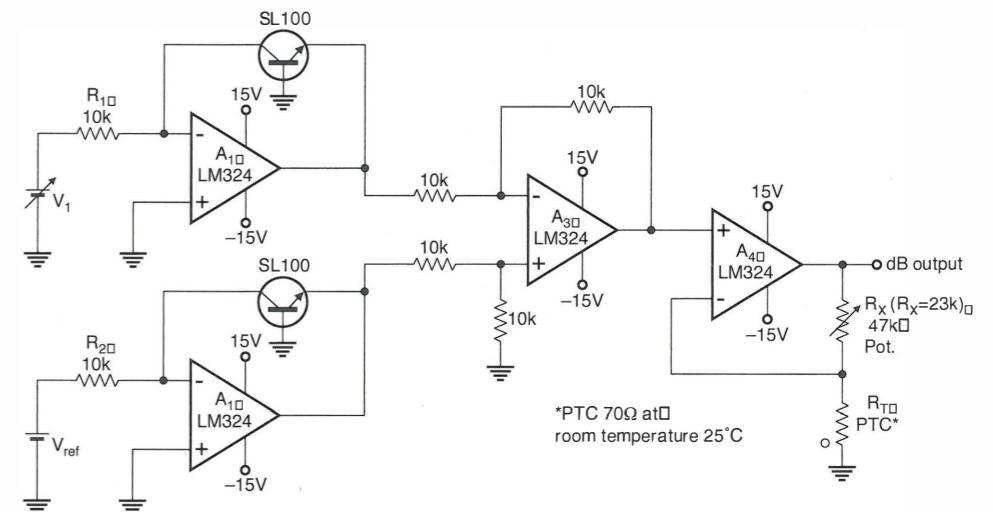 SL100
R1□
10k
15V
A1□
LM324
–15V
V1
10k
10k
15V
A3□
LM324
–15V
15V
A4□
LM324
–15V
dB output
10k
10k
SL100
R2□
10k
15V
A1□
LM324
–15V
Vref
RX (RX=23k)□
47k□
Pot.
RT□
PTC*
*PTC 70Ω at□
room temperature 25°C